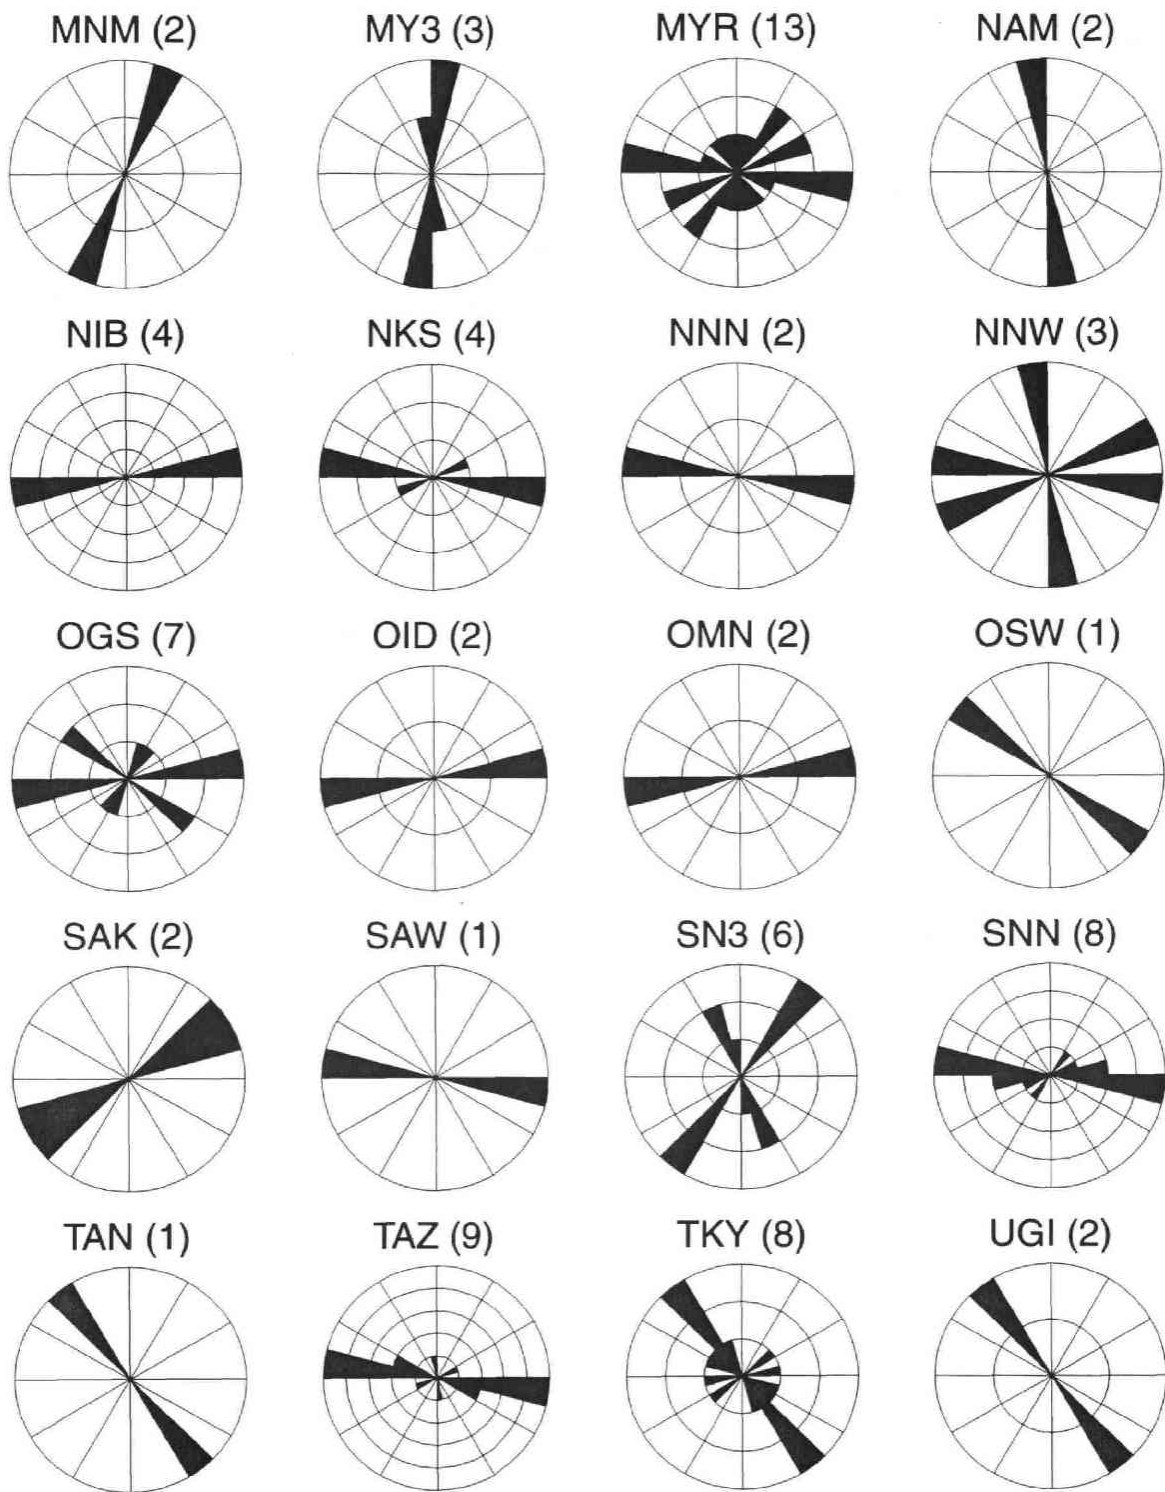 MNM (2) MY3 (3) MYR (13) NAM (2)
NIB (4) NKS (4) NNN (2) NNW (3)
OGS (7) OID (2) OMN (2) OSW (1)
SAK (2) SAW (1) SN3 (6) SNN (8)
TAN (1) TAZ (9) TKY (8) UGI (2)